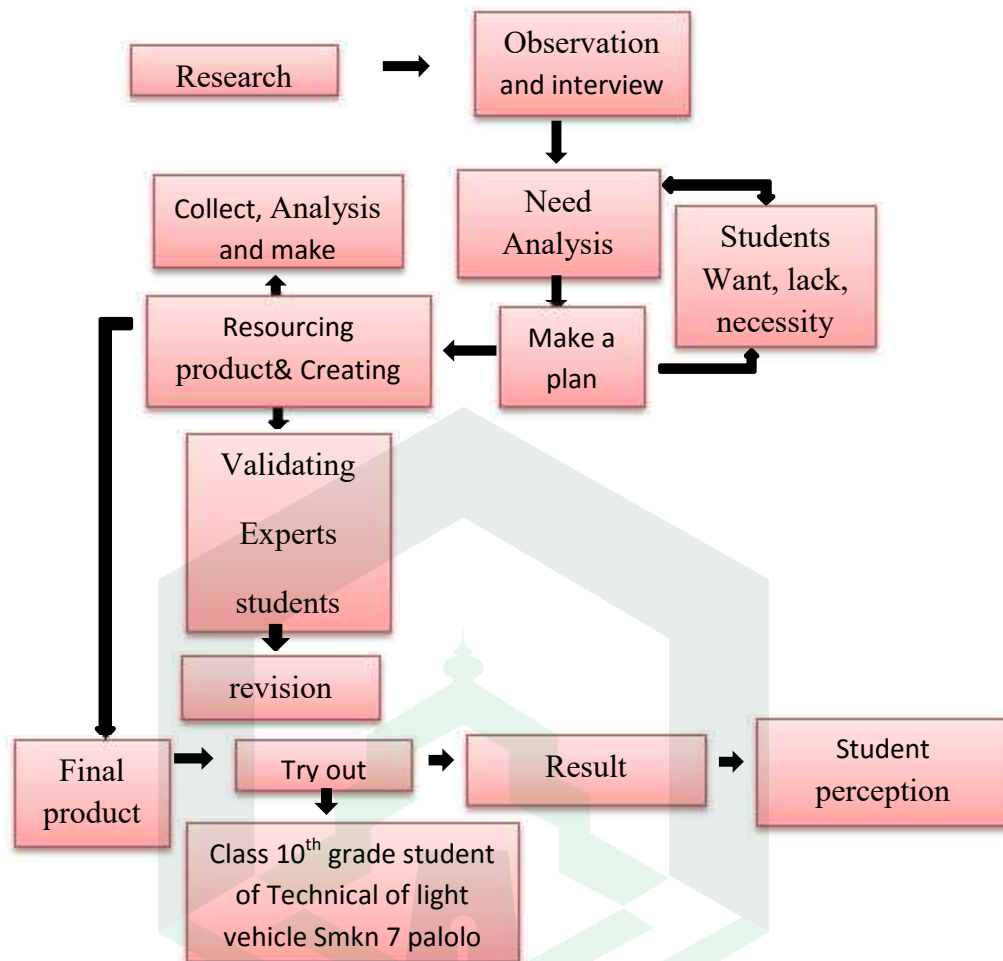 Research
Observation
and interview
Need
Analysis
Students
Want, lack,
necessity
Make a
plan
Collect, Analysis
and make
Resourcing
product& Creating
Validating
Experts
students
revision
Final
product
Try out
Result
Student
perception
Class 10th grade student
of Technical of light
vehicle Smkn 7 palolo